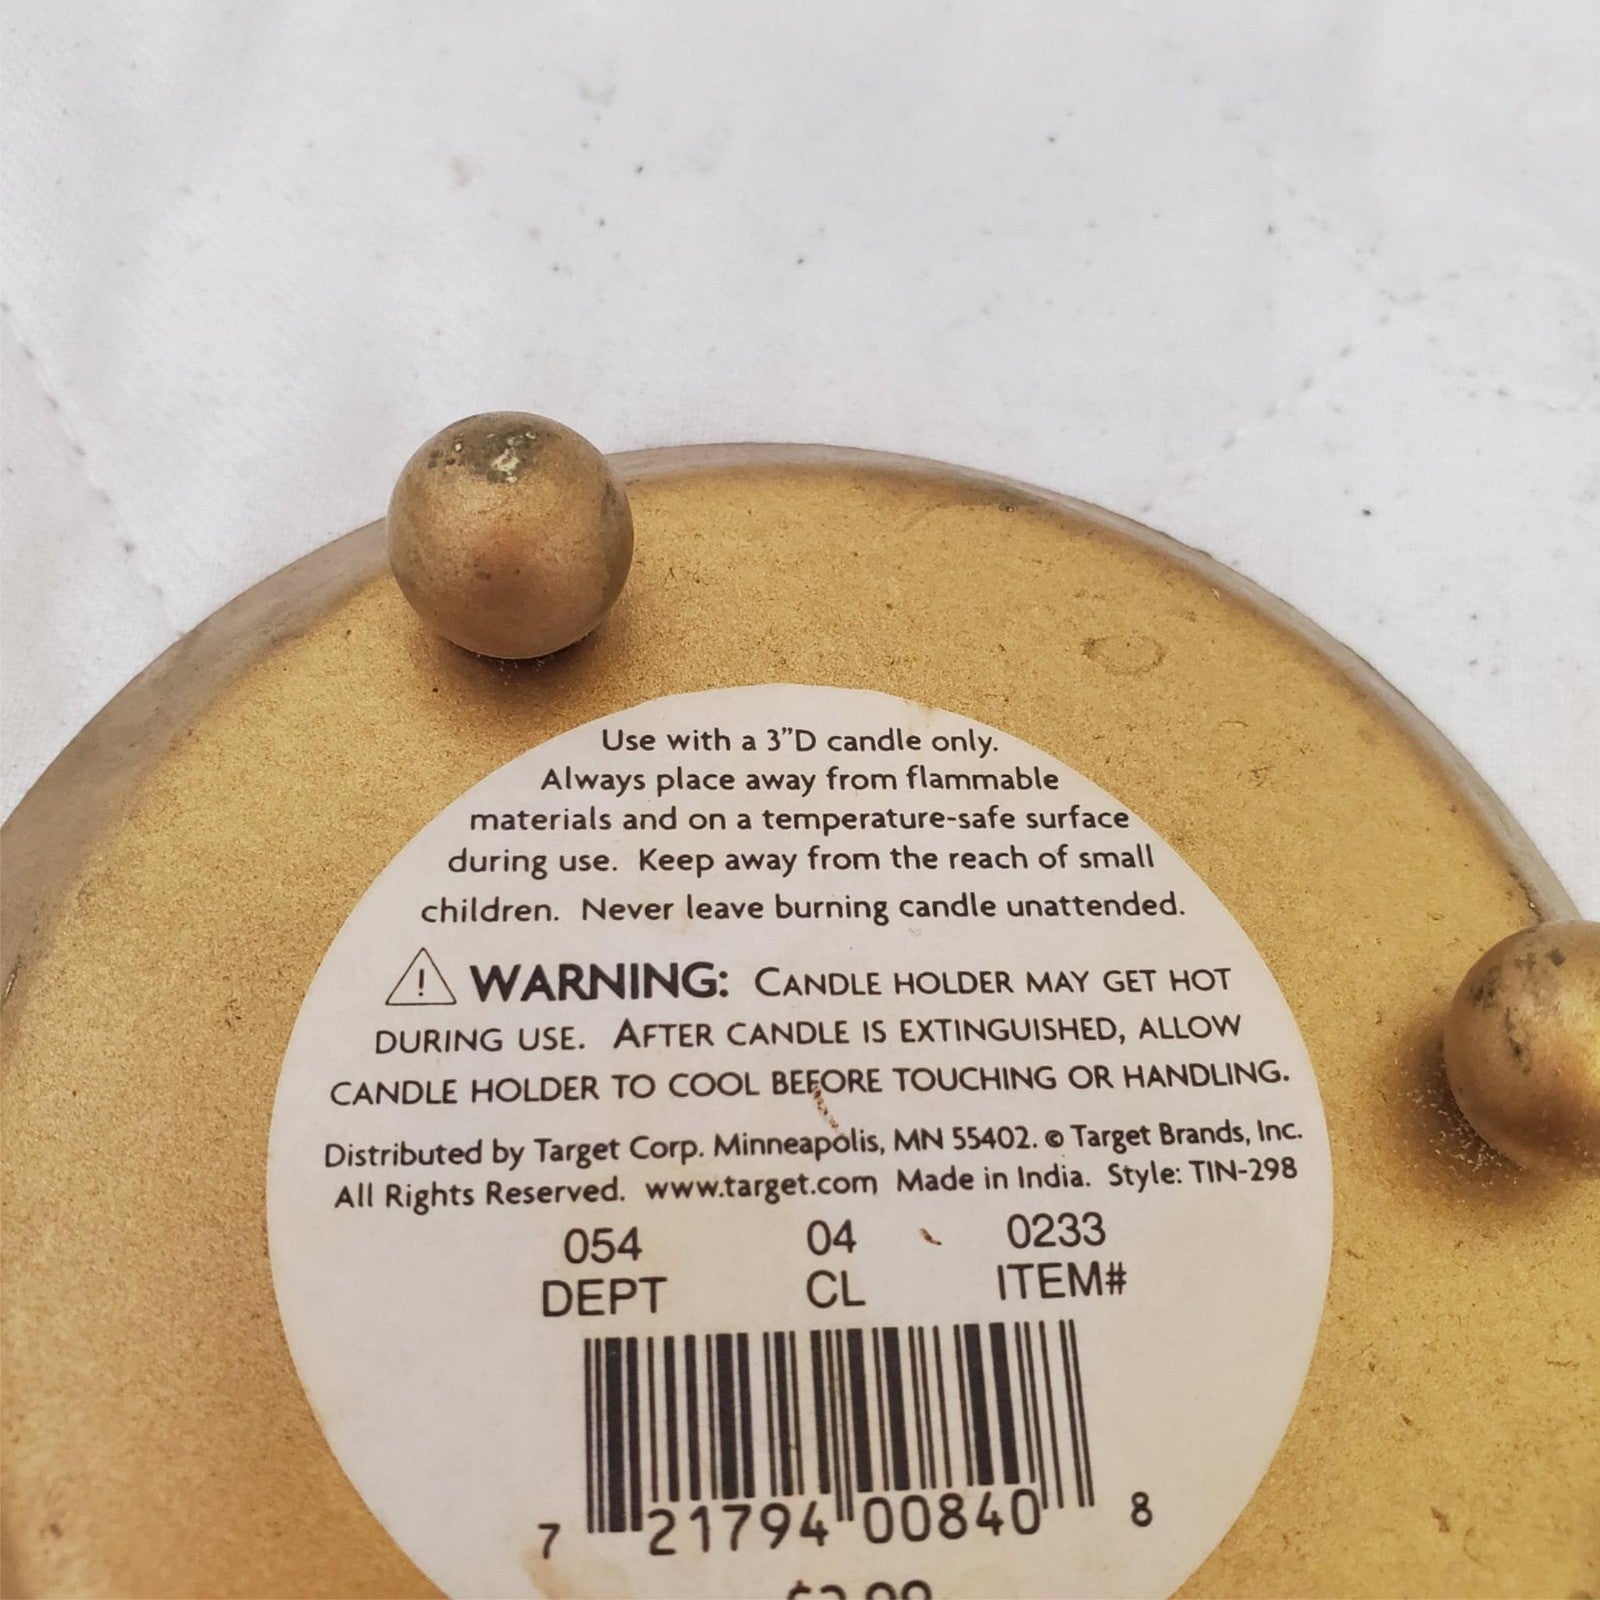 Use with a 3"D candle only.
Always place away from flammable
materials and on a temperature-safe surface
during use. Keep away from the reach of small
children. Never leave burning candle unattended.
WARNING: CANDLE HOLDER MAY GET HOT
DURING USE. AFTER CANDLE IS EXTINGUISHED, ALLOW
CANDLE HOLDER TO COOL BEFORE TOUCHING OR HANDLING.
Distributed by Target Corp. Minneapolis, MN 55402. © Target Brands, Inc.
All Rights Reserved. www.target.com Made in India. Style: TIN-298
054 04 0233
DEPT CL ITEM#
7 21794 00840 8